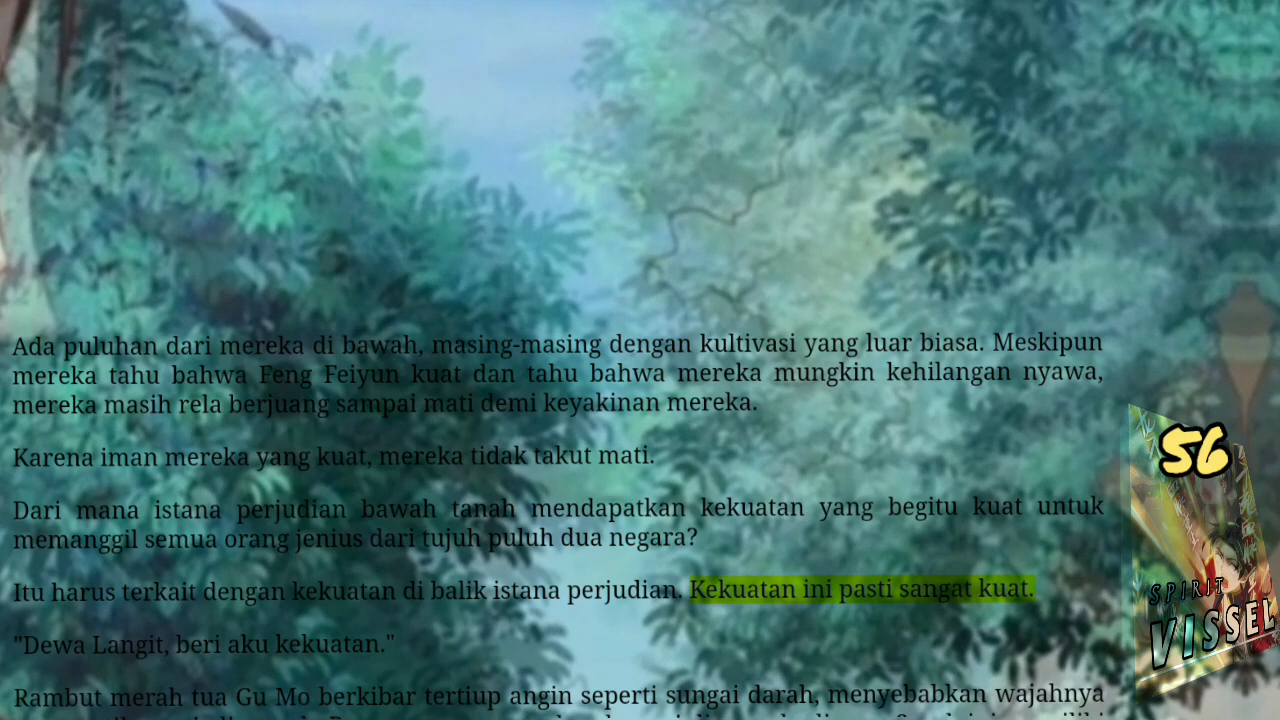 Ada puluhan dari mereka di bawah, masing-masing dengan kultivasi yang luar biasa. Meskipun
mereka tahu bahwa Feng Feiyun kuat dan tahu bahwa mereka mungkin kehilangan nyawa,
mereka masih rela berjuang sampai mati demi keyakinan mereka.
Karena iman mereka yang kuat, mereka tidak takut mati.
Dari mana istana perjudian bawah tanah mendapatkan kekuatan yang begitu kuat untuk
memanggil semua orang jenius dari tujuh puluh dua negara?
Itu harus terkait dengan kekuatan di balik istana perjudian. Kekuatan ini pasti sangat kuat.
"Dewa Langit, beri aku kekuatan."
Rambut merah tua Gu Mo berkibar tertiup angin seperti sungai darah, menyebabkan wajahnya
56
SPIRIT
VISSEL